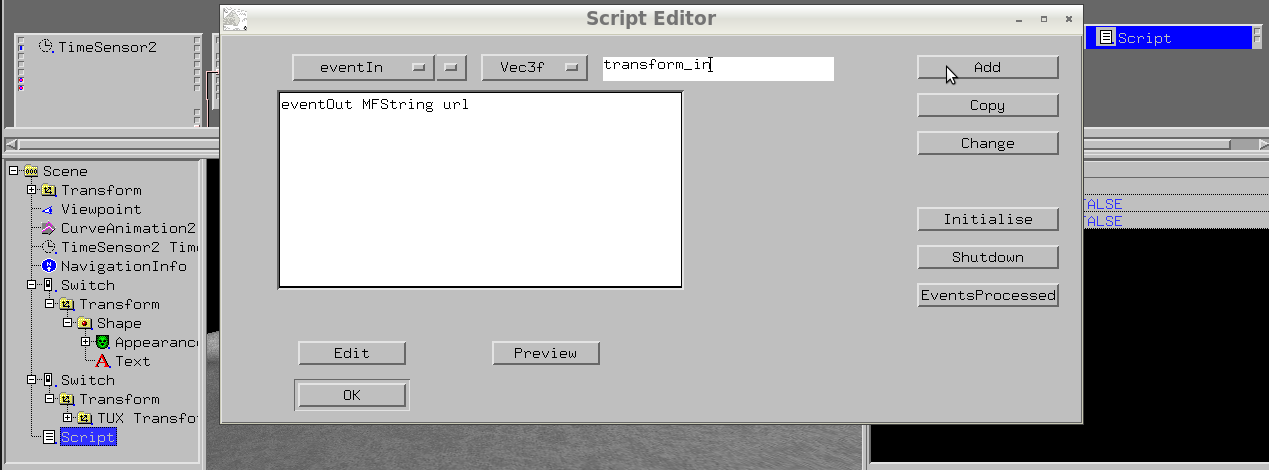 Script Editor
TimeSensor2
Script
eventIn
Vec3f
transform_in
Add
eventOut MFString url
Copy
Change
Initialise
Shutdown
EventsProcessed
Edit
Preview
OK
Scene
Transform
Viewpoint
CurveAnimation2
TimeSensor2 Tim
NavigationInfo
Switch
Transform
Shape
Appearanc
Text
Switch
Transform
TUX Transfo
Script
ALSE
ALSE